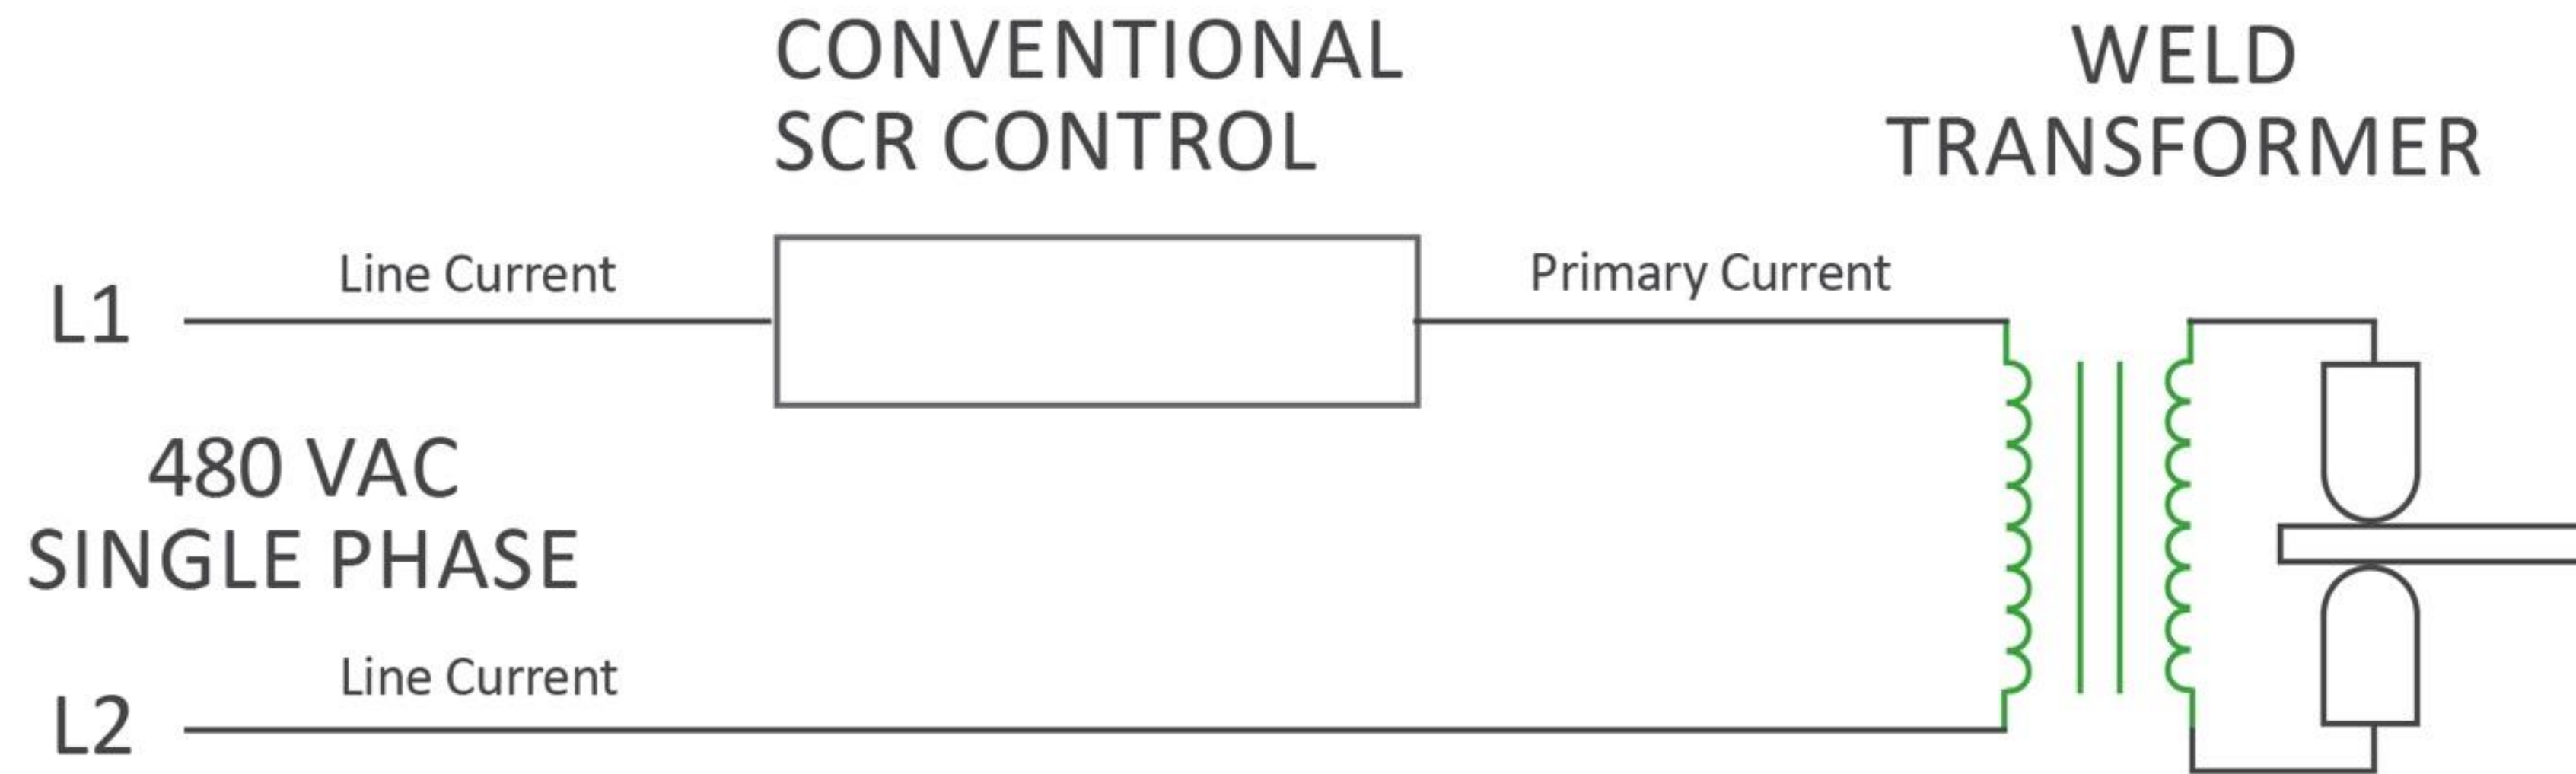 CONVENTIONAL
SCR CONTROL
WELD
TRANSFORMER
Line Current
Primary Current
L1
480 VAC
SINGLE PHASE
Line Current
L2